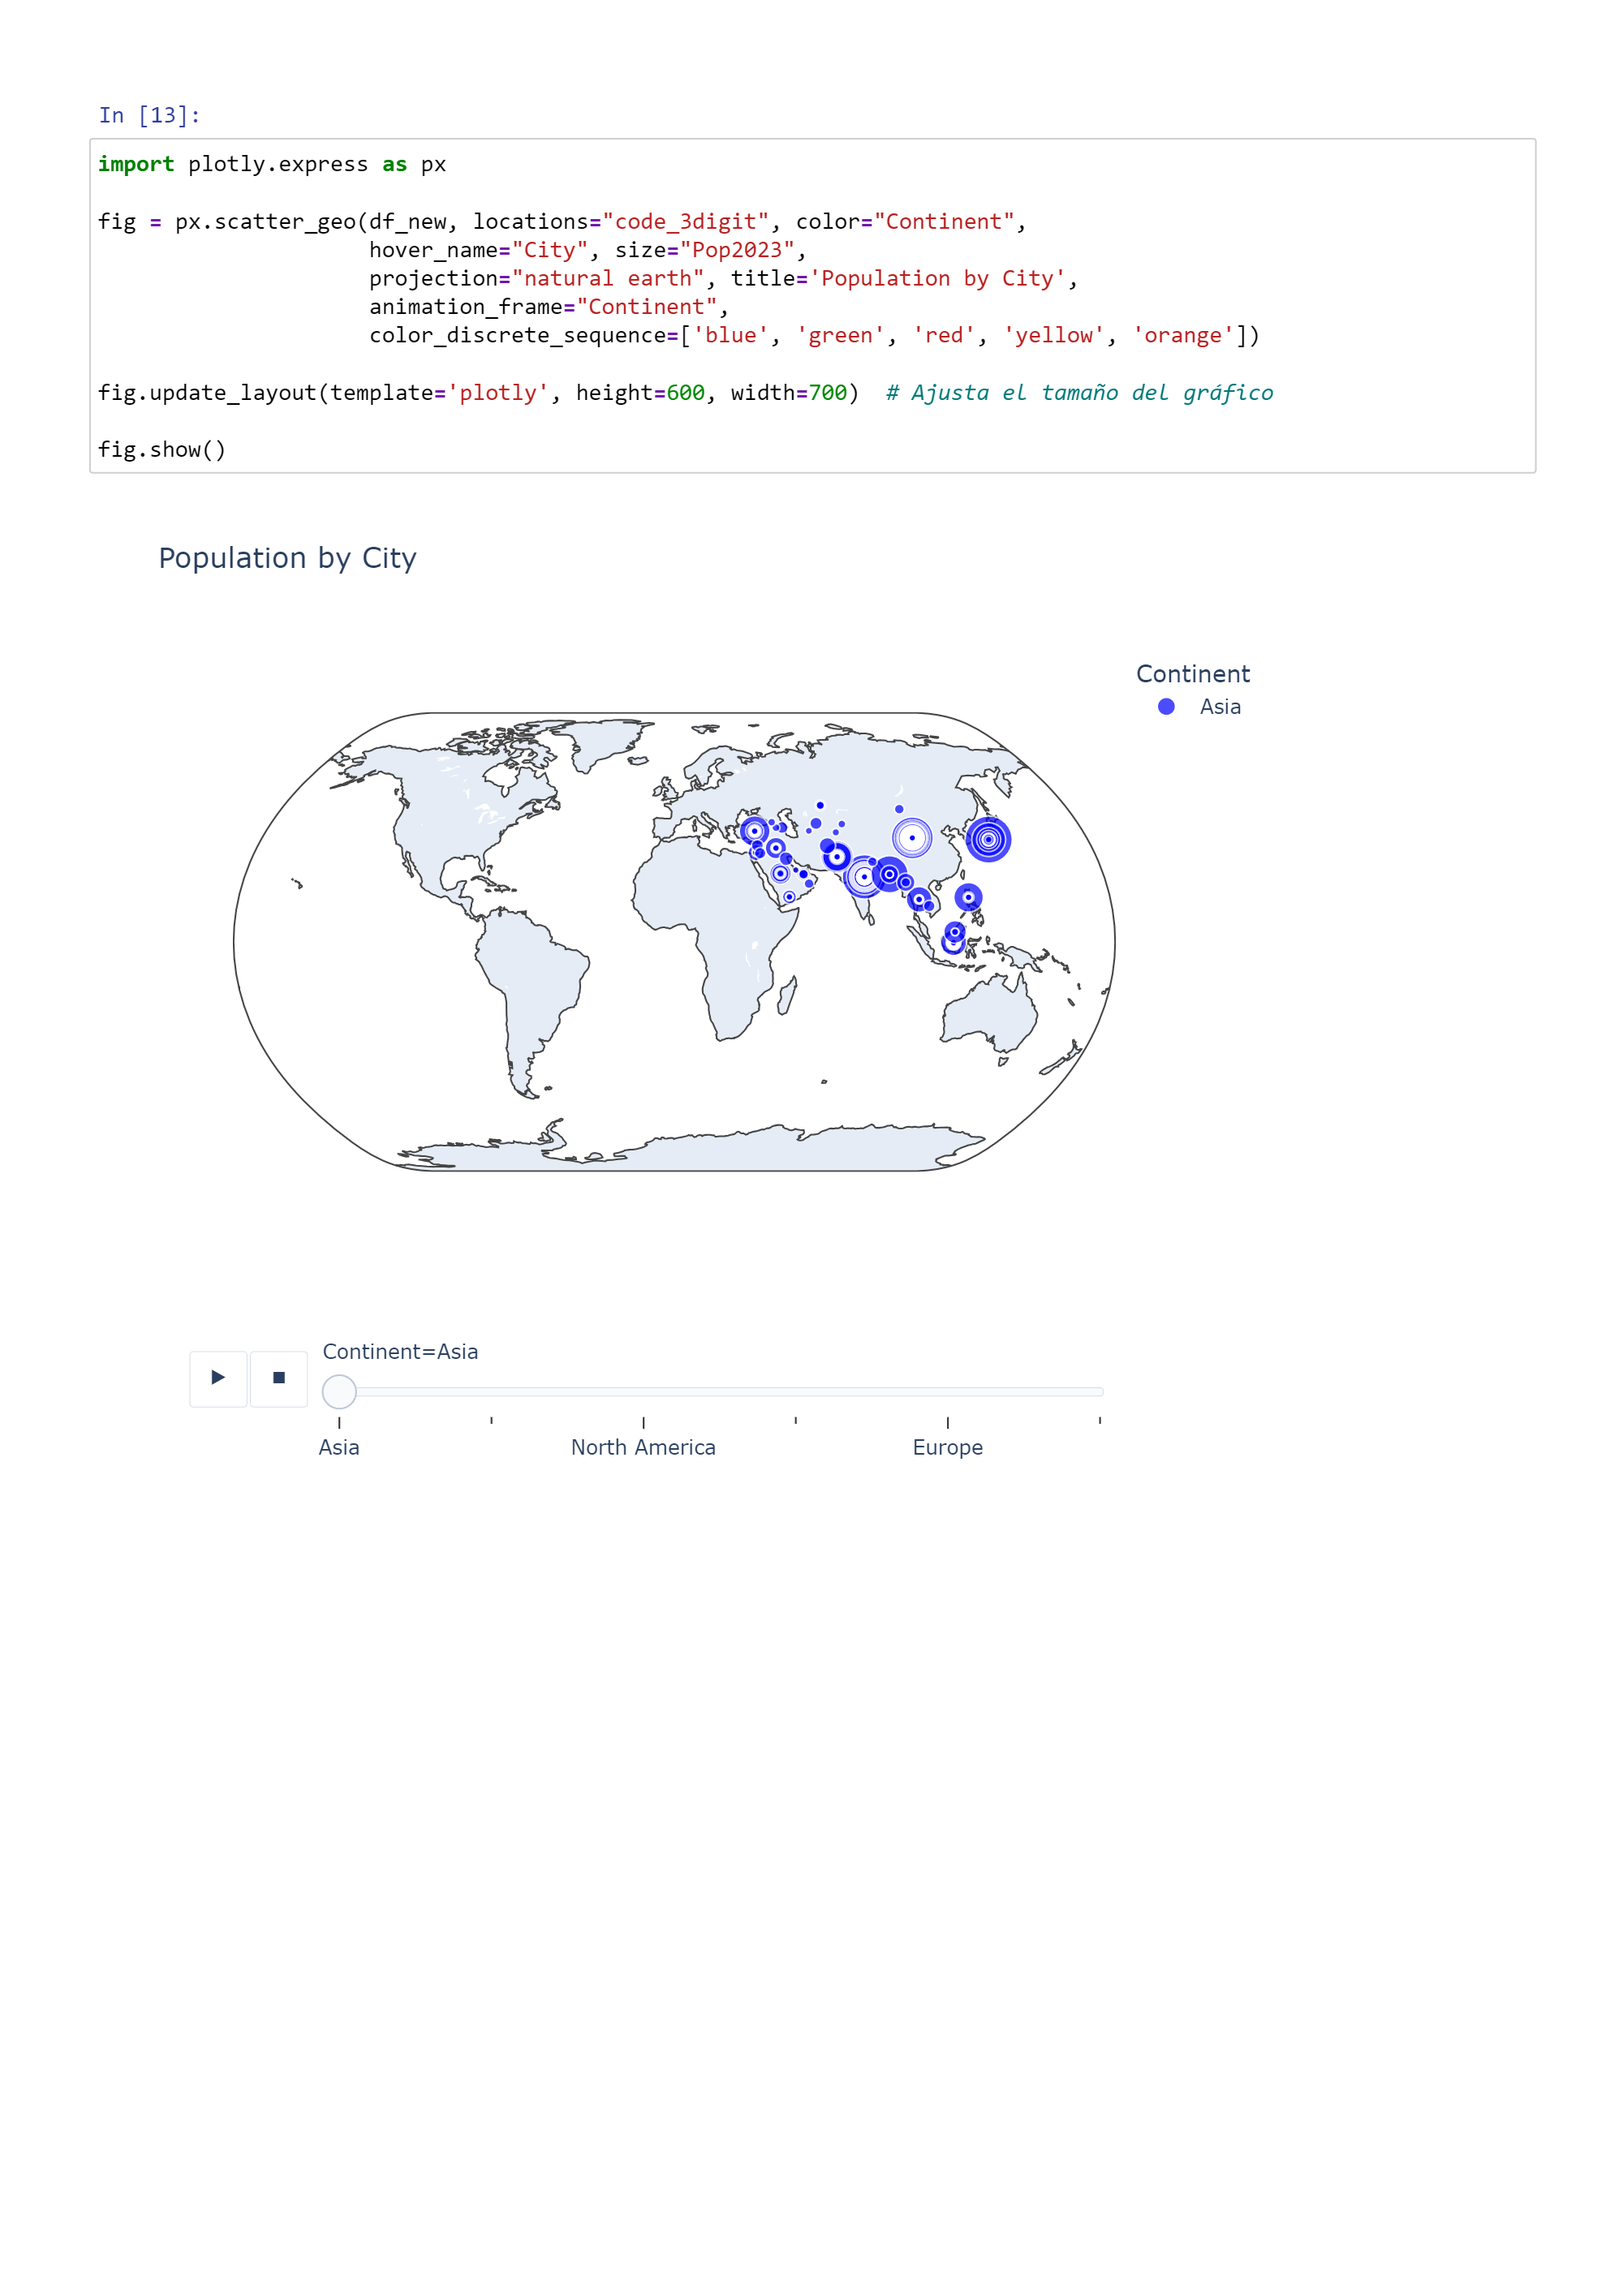 In [13]:
import plotly.express as px
fig = px.scatter_geo(df_new, locations="code_3digit", color="Continent",
hover_name="City", size="Pop2023",
projection="natural earth", title='Population by City',
animation_frame="Continent",
color_discrete_sequence=['blue', 'green', 'red', 'yellow', 'orange'])
fig.update_layout(template='plotly', height=600, width=700)  # Ajusta el tamaño del gráfico
fig.show()
Population by City
Continent
Asia
Continent=Asia
Asia North America Europe